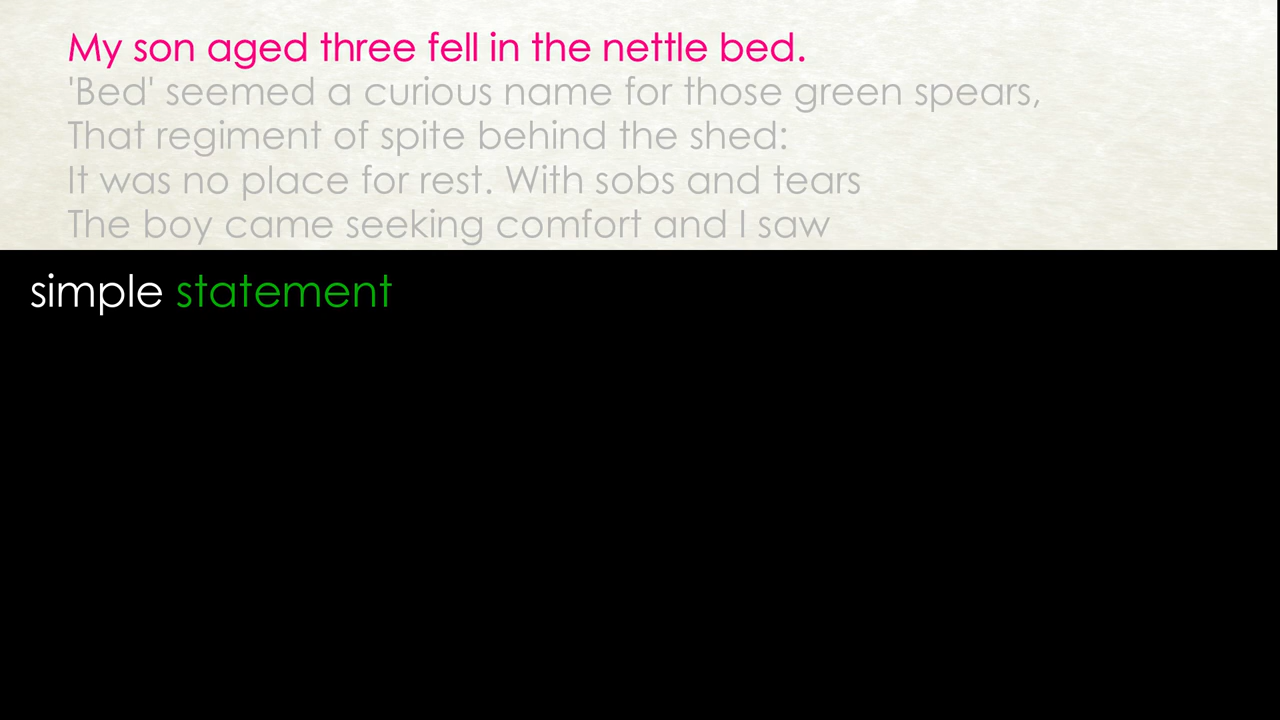 My son aged three fell in the nettle bed.
'Bed' seemed a curious name for those green spears,
That regiment of spite behind the shed:
It was no place for rest. With sobs and tears
The boy came seeking comfort and I saw
simple statement